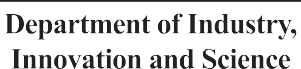 Department of Industry,
Innovation and Science